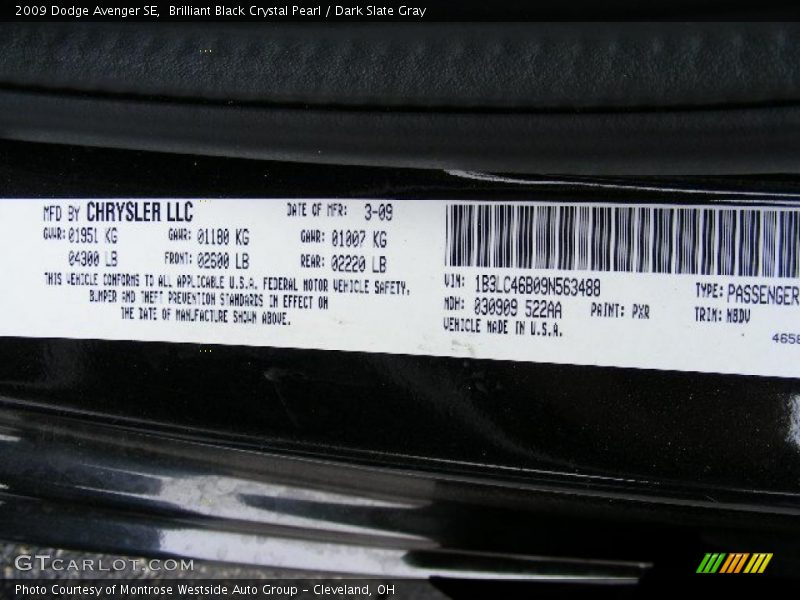 2009 Dodge Avenger SE,  Brilliant Black Crystal Pearl / Dark Slate Gray
MFD BY CHRYSLER LLC
DATE OF MFR: 3-09
GVWR: 01951 KG
GAWR: 01180 KG
GAWR: 01007 KG
04300 LB
FRONT: 02600 LB
REAR: 02220 LB
THIS VEHICLE CONFORMS TO ALL APPLICABLE U.S.A. FEDERAL MOTOR VEHICLE SAFETY,
BUMPER AND THEFT PREVENTION STANDARDS IN EFFECT ON
THE DATE OF MANUFACTURE SHOWN ABOVE.
VIN: 1B3LC46B09N563488
TYPE: PASSENGER
MDH: 030909 522AA
PAINT: PXR
TRIM: N8DV
VEHICLE MADE IN U.S.A.
4658
GTCARLOT.COM
Photo Courtesy of Montrose Westside Auto Group - Cleveland, OH